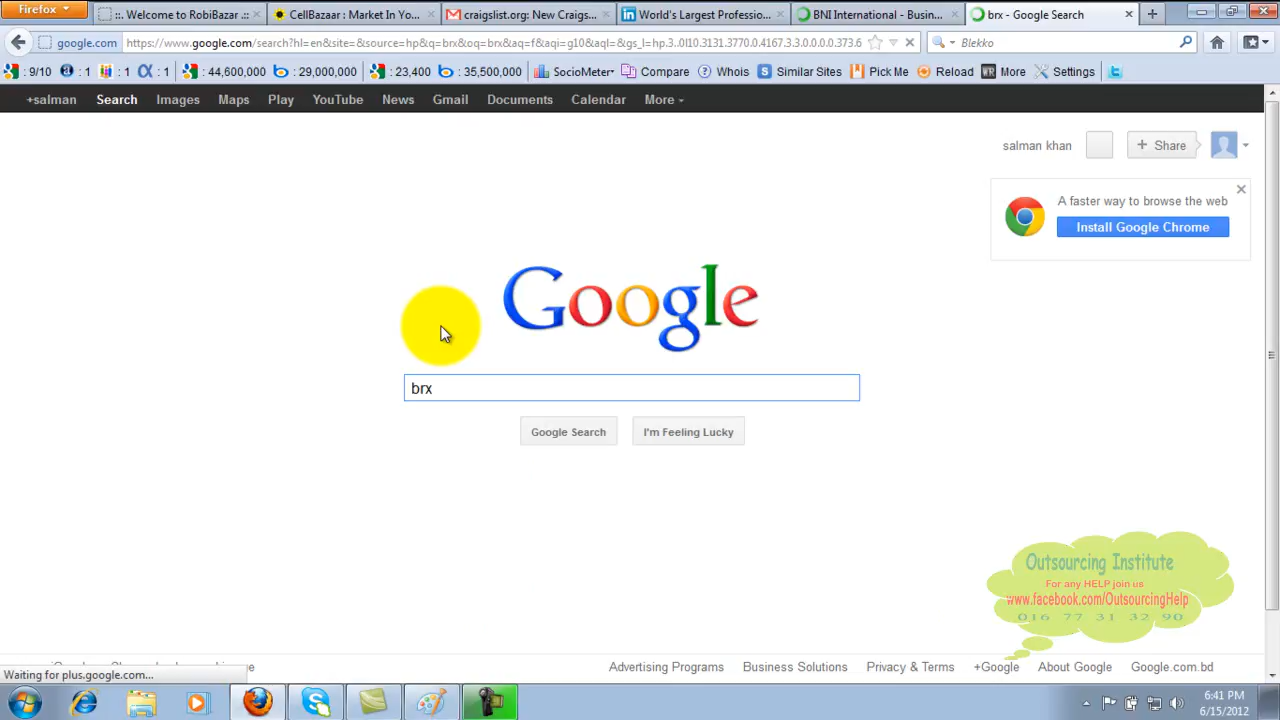 Firefox
::. Welcome to RobiBazar ...
CellBazaar : Market In Yo...
craigslist.org: New Craigs...
World's Largest Professio...
BNI International - Busin...
brx - Google Search
google.com
https://www.google.com/search?hl=en&site=&source=hp&q=brx&oq=brx&aq=f&aqi=g10&aql=&gs_l=hp.3..0l10.3131.3770.0.4167.3.3.0.0.0.0.373.6
Blekko
: 9/10
: 1
: 1
: 1
: 44,600,000
: 29,000,000
: 23,400
: 35,500,000
SocioMeter
Compare
Whois
Similar Sites
Pick Me
Reload
More
Settings
+salman
Search
Images
Maps
Play
YouTube
News
Gmail
Documents
Calendar
More
salman khan
+ Share
A faster way to browse the web
Install Google Chrome
Google
brx
Google Search
I'm Feeling Lucky
Outsourcing Institute
For any HELP join us
www.facebook.com/OutsourcingHelp
016 77 31 32 90
Advertising Programs
Business Solutions
Privacy & Terms
+Google
About Google
Google.com.bd
Waiting for plus.google.com...
6:41 PM
6/15/2012